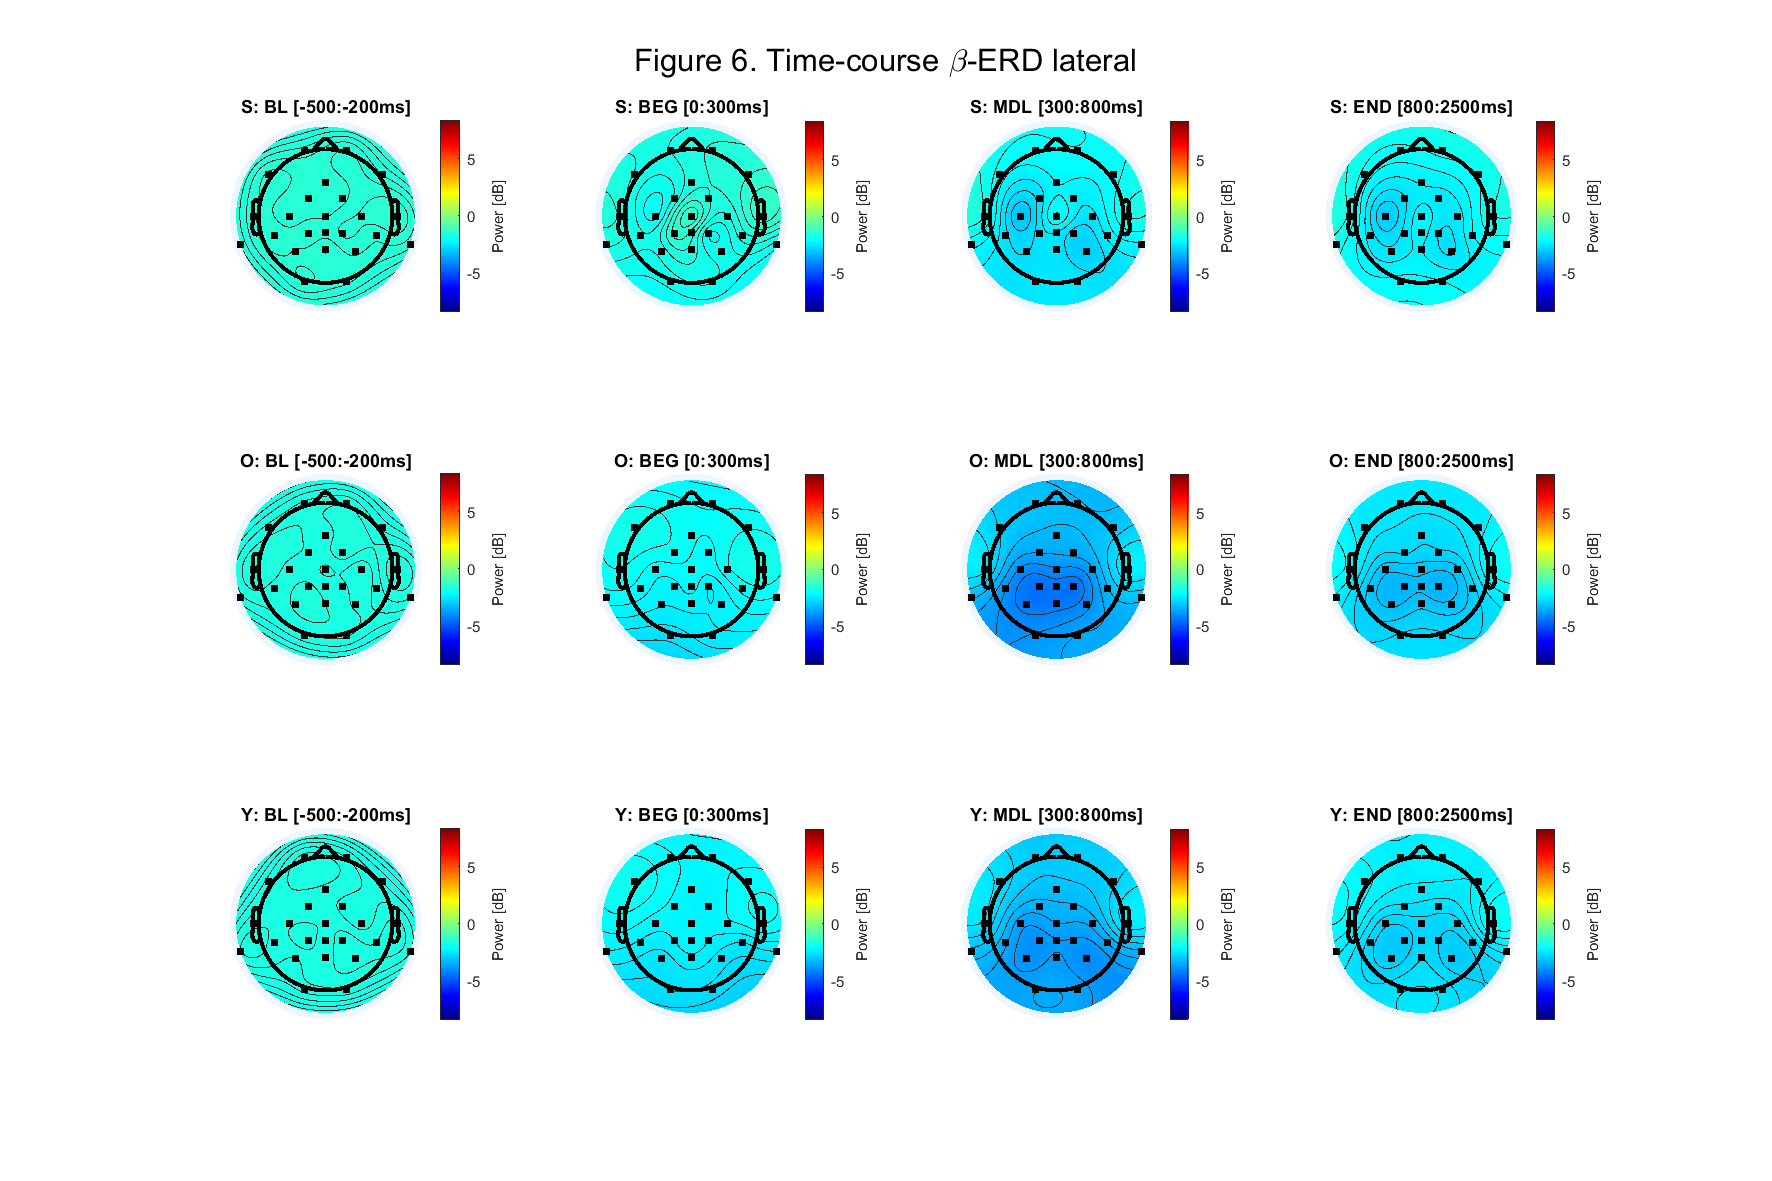 Figure 6. Time-course β-ERD lateral
S: BL [-500:-200ms]
5
0
-5
Power [dB]
S: BEG [0:300ms]
5
0
-5
Power [dB]
S: MDL [300:800ms]
5
0
-5
Power [dB]
S: END [800:2500ms]
5
0
-5
Power [dB]
O: BL [-500:-200ms]
5
0
-5
Power [dB]
O: BEG [0:300ms]
5
0
-5
Power [dB]
O: MDL [300:800ms]
5
0
-5
Power [dB]
O: END [800:2500ms]
5
0
-5
Power [dB]
Y: BL [-500:-200ms]
5
0
-5
Power [dB]
Y: BEG [0:300ms]
5
0
-5
Power [dB]
Y: MDL [300:800ms]
5
0
-5
Power [dB]
Y: END [800:2500ms]
5
0
-5
Power [dB]